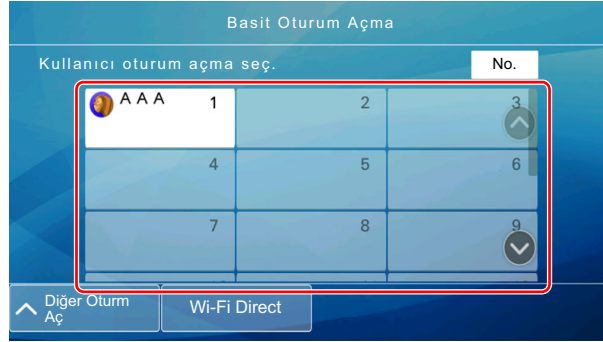 Basit Oturum Açma
Kullanıcı oturum açma seç.
No.
A A A 1
2
3
4
5
6
7
8
9
Diğer Oturm
Aç
Wi-Fi Direct